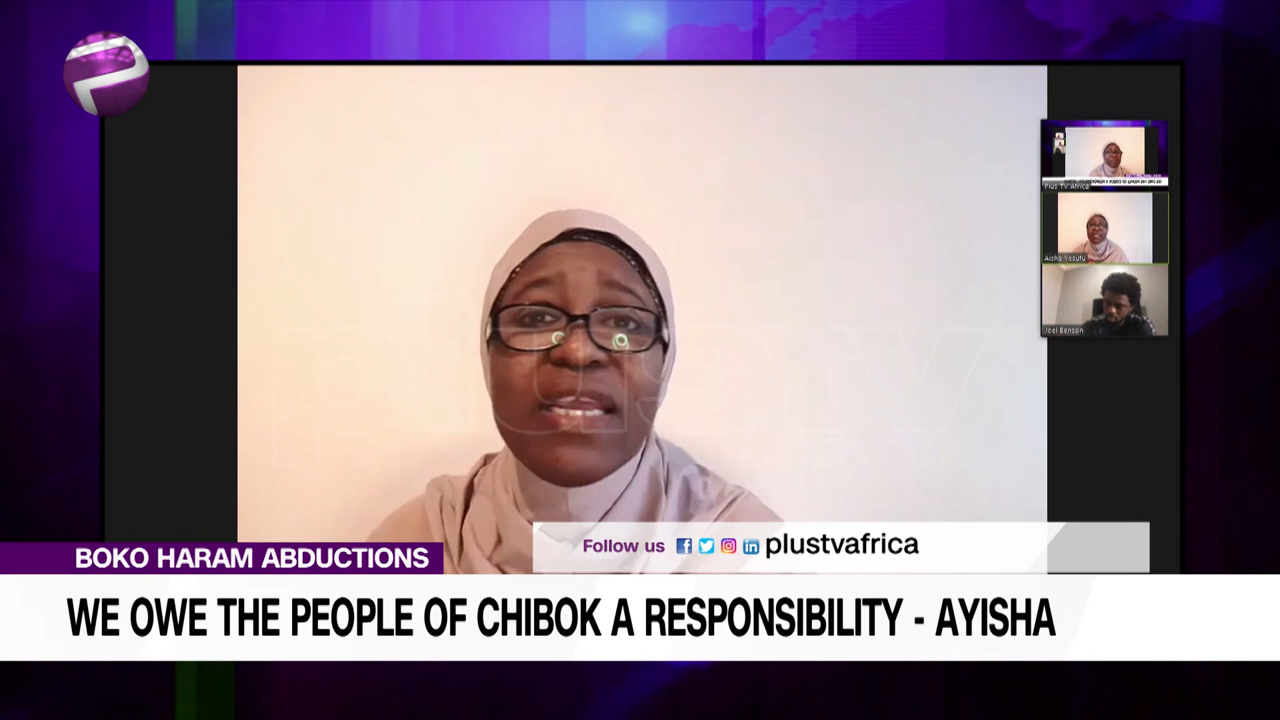 Plus TV Africa
Aisha Yesufu
Joel Benson
plustv
Follow us plustvafrica
BOKO HARAM ABDUCTIONS
WE OWE THE PEOPLE OF CHIBOK A RESPONSIBILITY - AYISHA